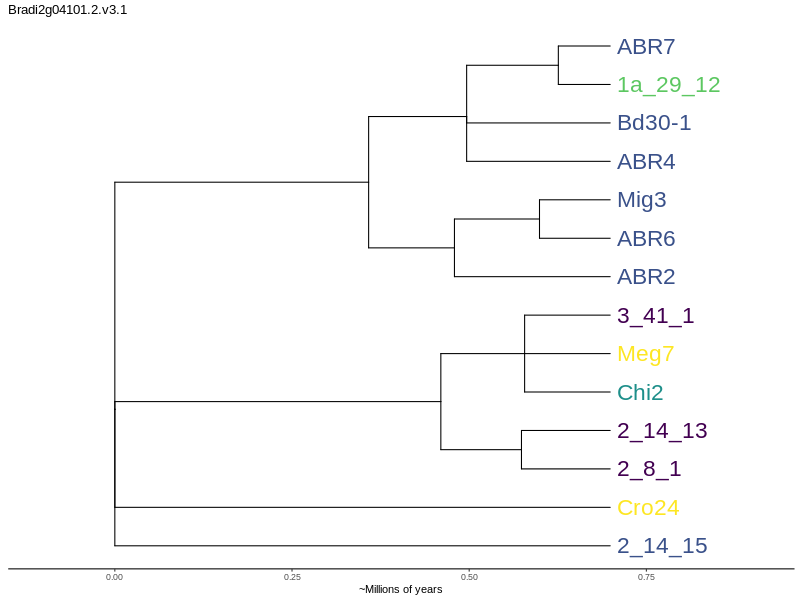 Bradi2g04101.2.v3.1
ABR7
1a_29_12
Bd30-1
ABR4
Mig3
ABR6
ABR2
3_41_1
Meg7
Chi2
2_14_13
2_8_1
Cro24
2_14_15
0.00 0.25 0.50 0.75
~Millions of years